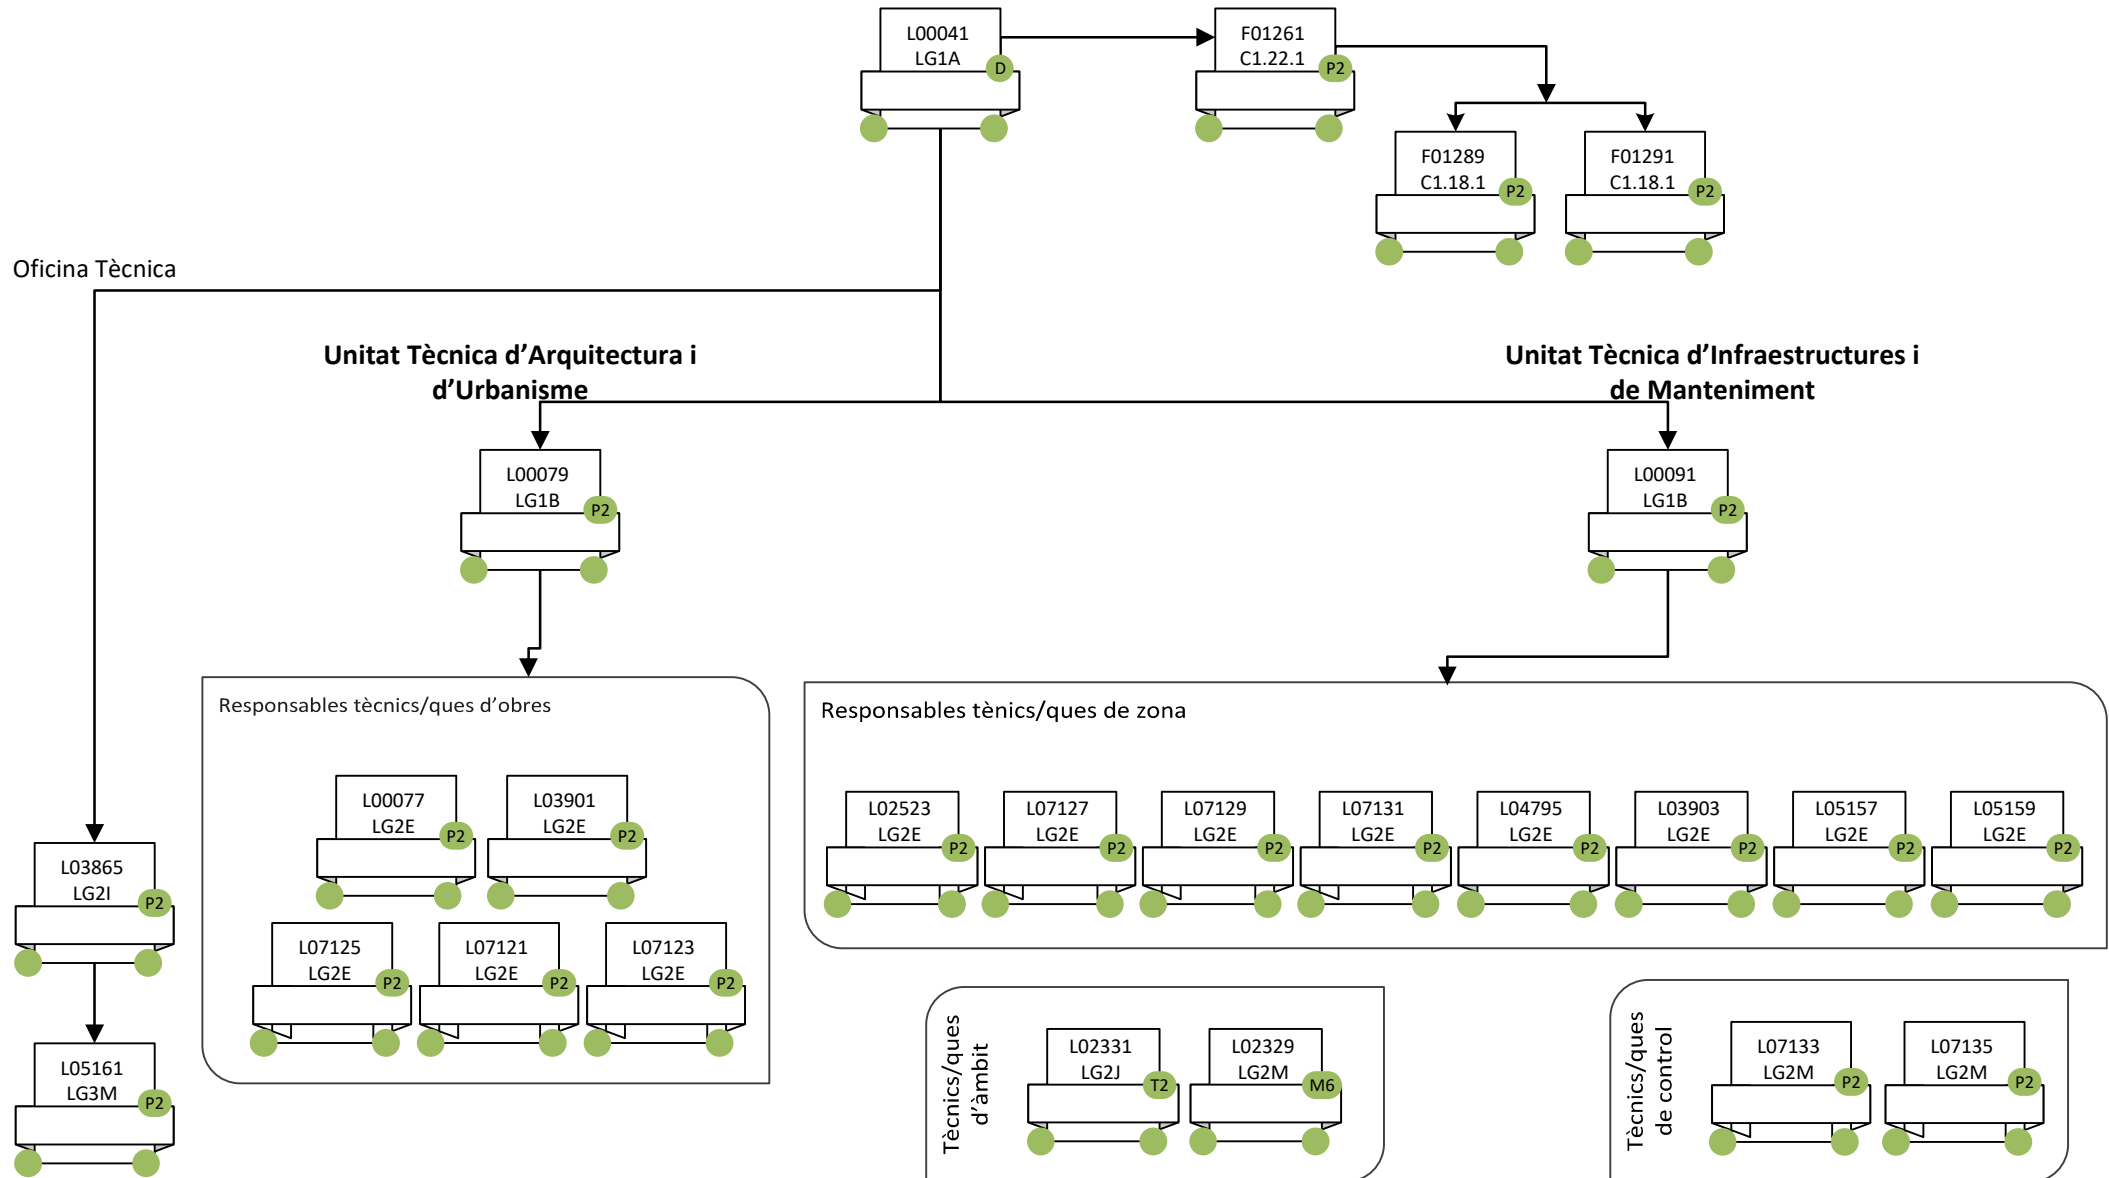 L00041
LG1A
D
F01261
C1.22.1
P2
F01289
C1.18.1
P2
F01291
C1.18.1
P2
Oficina Tècnica
Unitat Tècnica d’Arquitectura i
d’Urbanisme
Unitat Tècnica d’Infraestructures i
de Manteniment
L00079
LG1B
P2
L00091
LG1B
P2
Responsables tècnics/ques d’obres
L00077
LG2E
P2
L03901
LG2E
P2
L07125
LG2E
P2
L07121
LG2E
P2
L07123
LG2E
P2
Responsables tènics/ques de zona
L02523
LG2E
P2
L07127
LG2E
P2
L07129
LG2E
P2
L07131
LG2E
P2
L04795
LG2E
P2
L03903
LG2E
P2
L05157
LG2E
P2
L05159
LG2E
P2
L03865
LG2I
P2
L05161
LG3M
P2
Tècnics/ques
d’àmbit
L02331
LG2J
T2
L02329
LG2M
M6
Tècnics/ques
de control
L07133
LG2M
P2
L07135
LG2M
P2